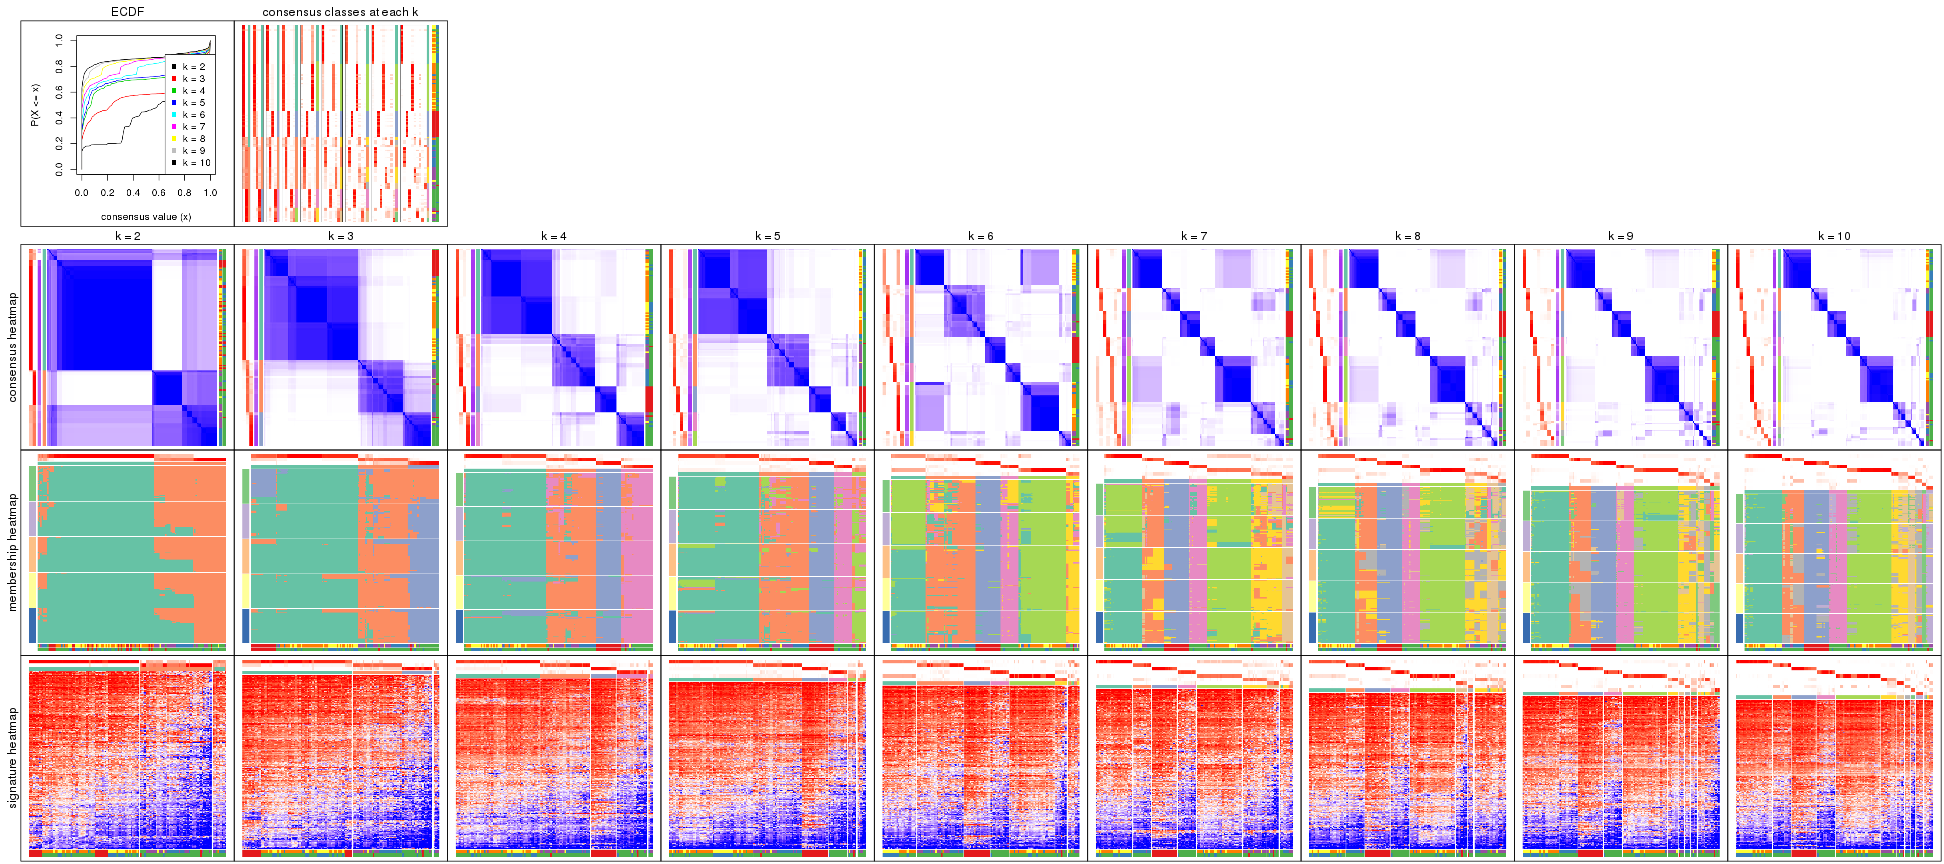 ECDF
consensus classes at each k
P(X <= x)
0.0 0.2 0.4 0.6 0.8 1.0
k = 2
k = 3
k = 4
k = 5
k = 6
k = 7
k = 8
k = 9
k = 10
0.0 0.2 0.4 0.6 0.8 1.0
consensus value (x)
k = 2 k = 3 k = 4 k = 5 k = 6 k = 7 k = 8 k = 9 k = 10
consensus heatmap
membership heatmap
signature heatmap